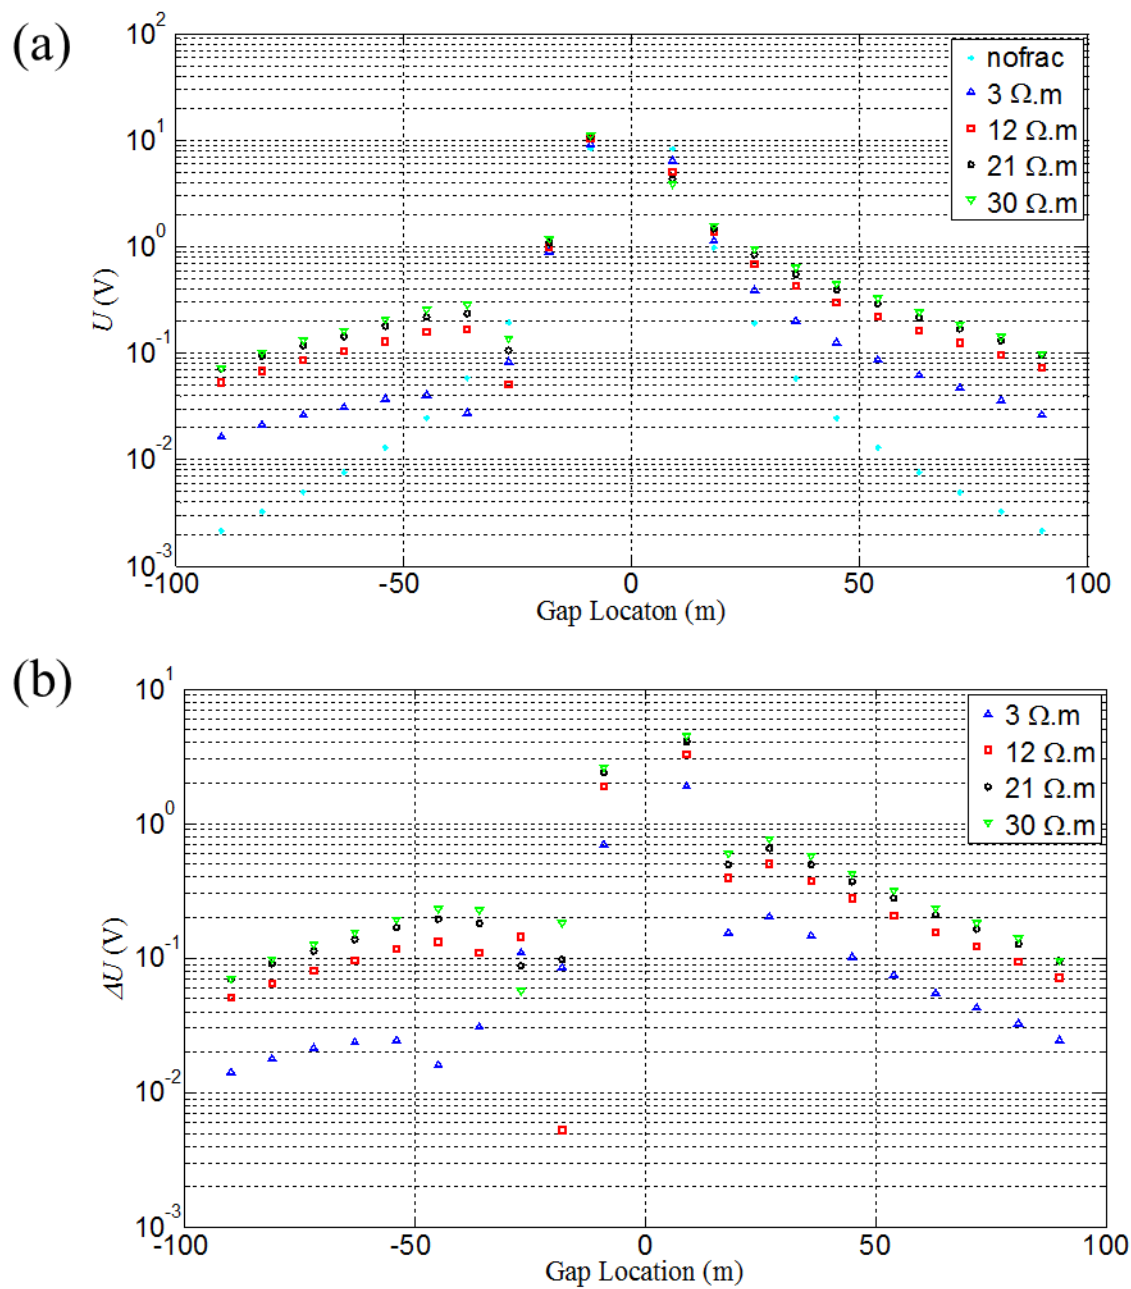 (a)
10^2
10^1
10^0
10^-1
10^-2
10^-3
U (V)
nofrac
3 Ω.m
12 Ω.m
21 Ω.m
30 Ω.m
-100 -50 0 50 100
Gap Locaton (m)
(b)
10^1
10^0
10^-1
10^-2
10^-3
ΔU (V)
3 Ω.m
12 Ω.m
21 Ω.m
30 Ω.m
-100 -50 0 50 100
Gap Location (m)